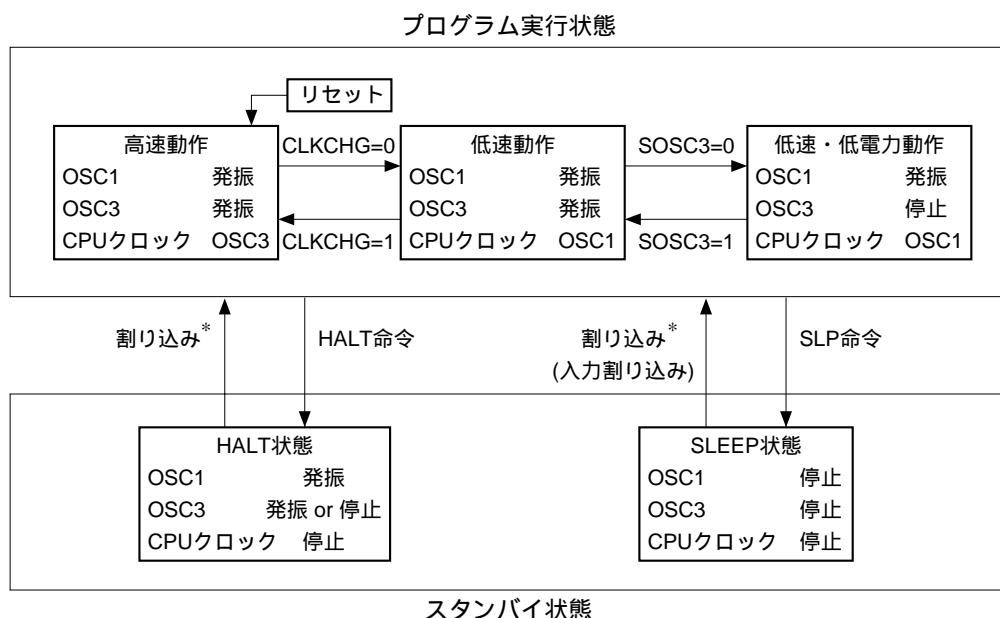 プログラム実行状態
リセット
高速動作
OSC1 発振
OSC3 発振
CPUクロック OSC3
CLKCHG=0
CLKCHG=1
低速動作
OSC1 発振
OSC3 発振
CPUクロック OSC1
SOSC3=0
SOSC3=1
低速・低電力動作
OSC1 発振
OSC3 停止
CPUクロック OSC1
割り込み*
HALT命令
割り込み*
(入力割り込み)
SLP命令
HALT状態
OSC1 発振
OSC3 発振 or 停止
CPUクロック 停止
SLEEP状態
OSC1 停止
OSC3 停止
CPUクロック 停止
スタンバイ状態